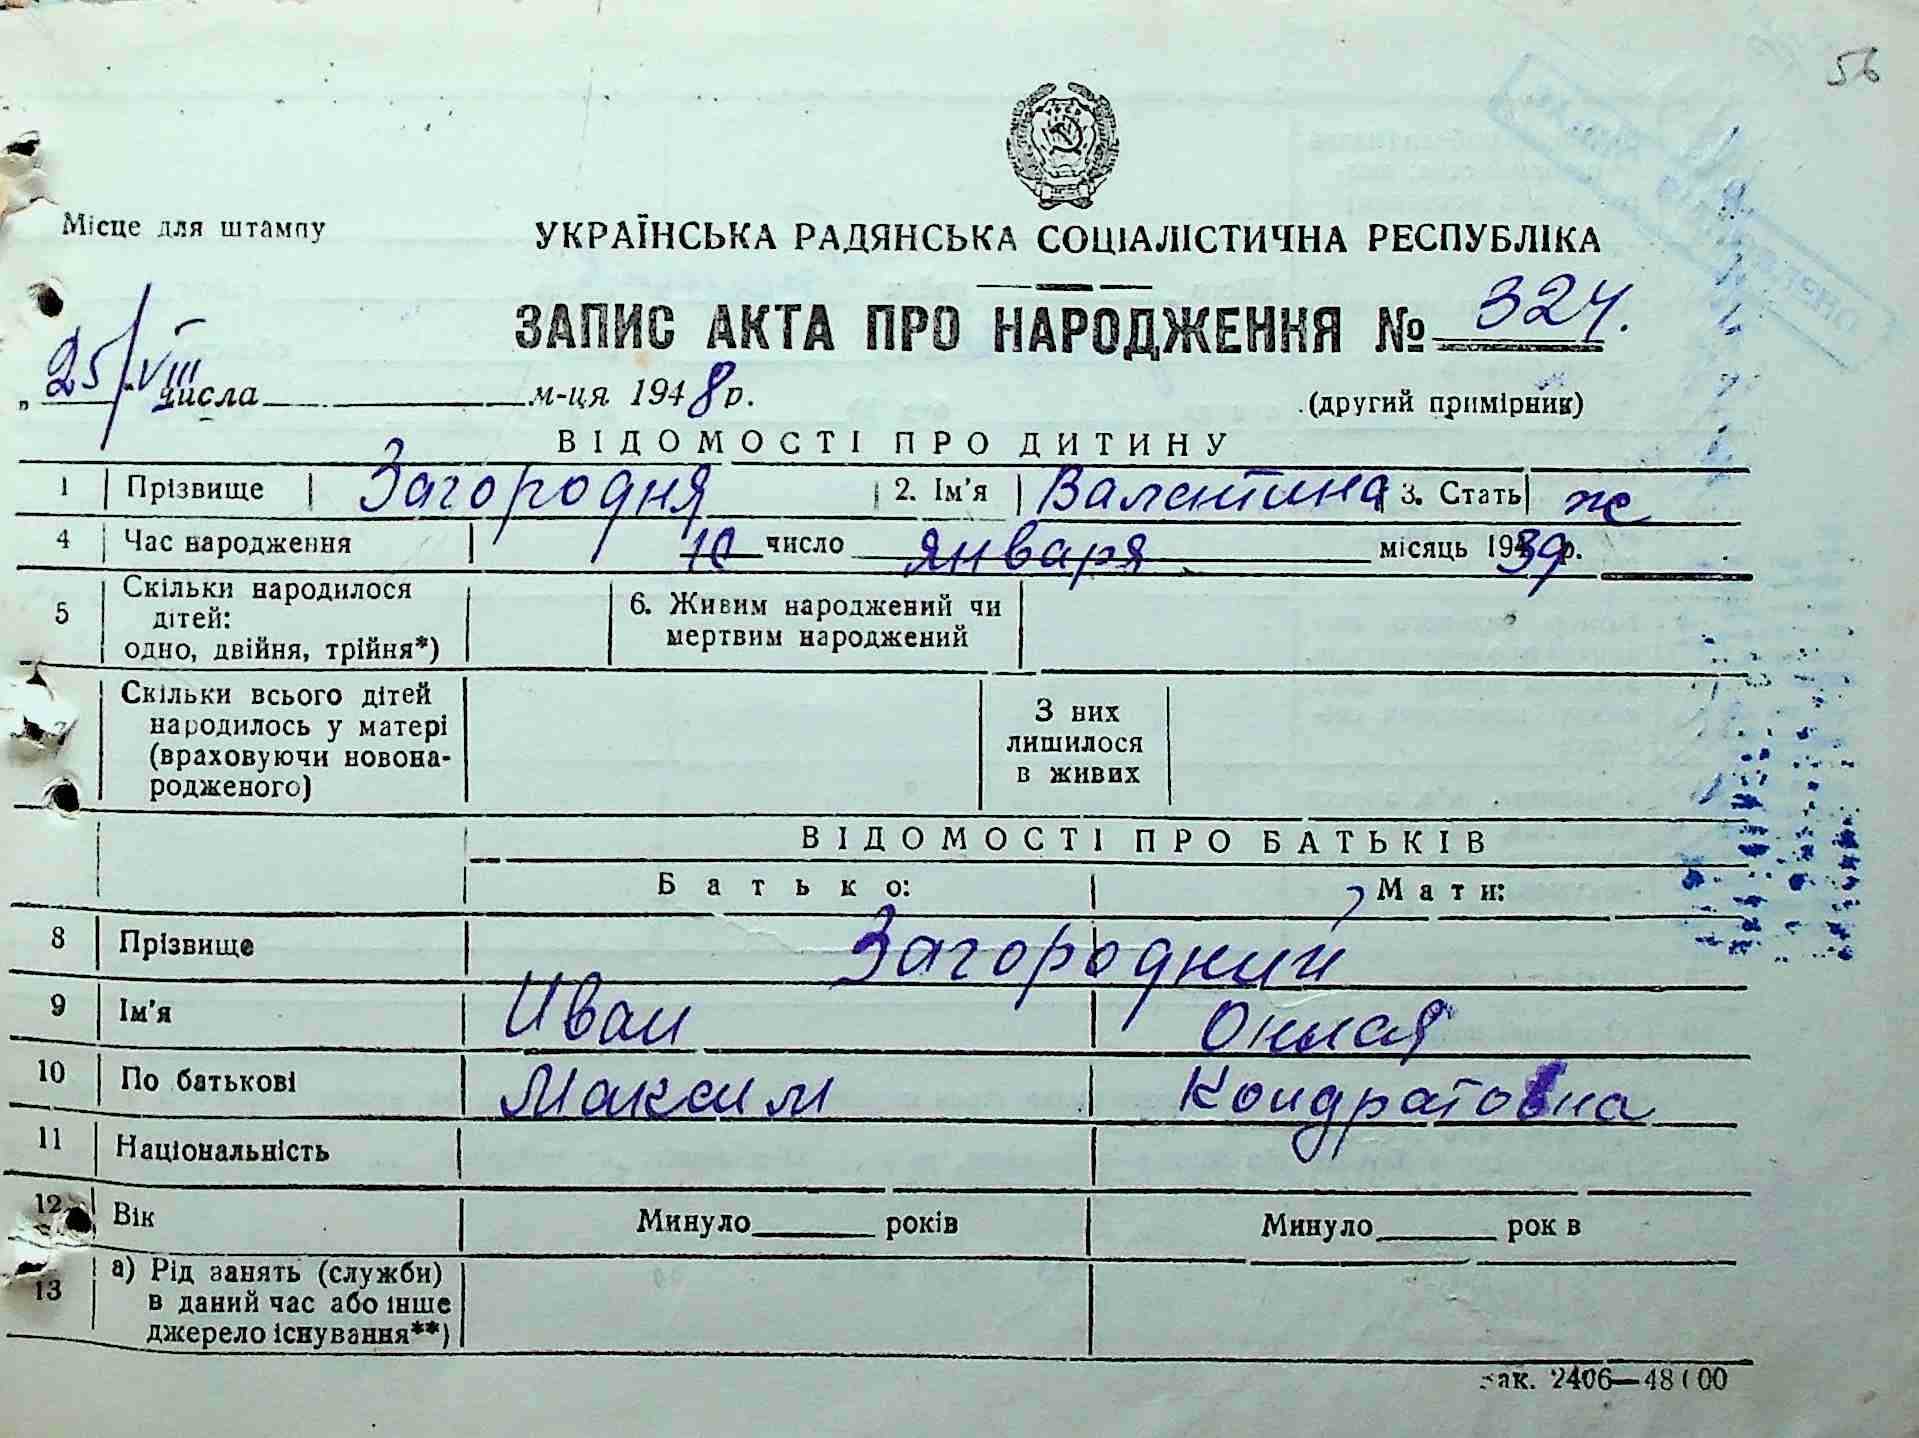 56
Місце для штампу
УКРАЇНСЬКА РАДЯНСЬКА СОЦІАЛІСТИЧНА РЕСПУБЛІКА
ЗАПИС АКТА ПРО НАРОДЖЕННЯ № 324.
„ 25/VIII числа м-ця 1948 р.
(другий примірник)
ВІДОМОСТІ ПРО ДИТИНУ
1 Прізвище Загородня 2. Ім'я Валентина 3. Стать ж
4 Час народження 10 число января місяць 1939 р.
5 Скільки народилося дітей: одно, двійня, трійня*) 6. Живим народжений чи мертвим народжений
7 Скільки всього дітей народилось у матері (враховуючи новона-родженого) З них лишилося в живих
ВІДОМОСТІ ПРО БАТЬКІВ
Батько: Мати:
8 Прізвище Загородний
9 Ім'я Иван
10 По батькові Максим Кондратовна
11 Національність
12 Вік Минуло років Минуло рок в
13 а) Рід занять (служби) в даний час або інше джерело існування**)
зак. 2406—48